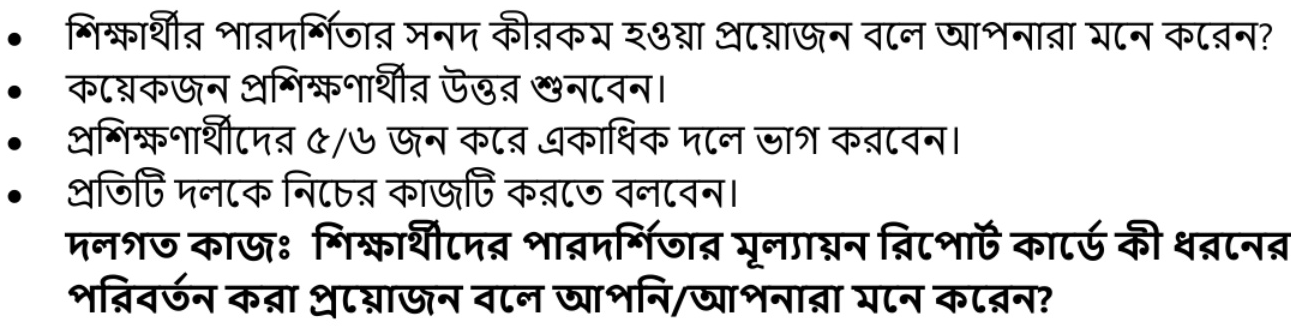 • শিক্ষার্থীর পারদর্শিতার সনদ কীরকম হওয়া প্রয়োজন বলে আপনারা মনে করেন?
• কয়েকজন প্রশিক্ষণার্থীর উত্তর শুনবেন।
• প্রশিক্ষণার্থীদের ৫/৬ জন করে একাধিক দলে ভাগ করবেন।
• প্রতিটি দলকে নিচের কাজটি করতে বলবেন।
দলগত কাজঃ শিক্ষার্থীদের পারদর্শিতার মূল্যায়ন রিপোর্ট কার্ডে কী ধরনের
পরিবর্তন করা প্রয়োজন বলে আপনি/আপনারা মনে করেন?